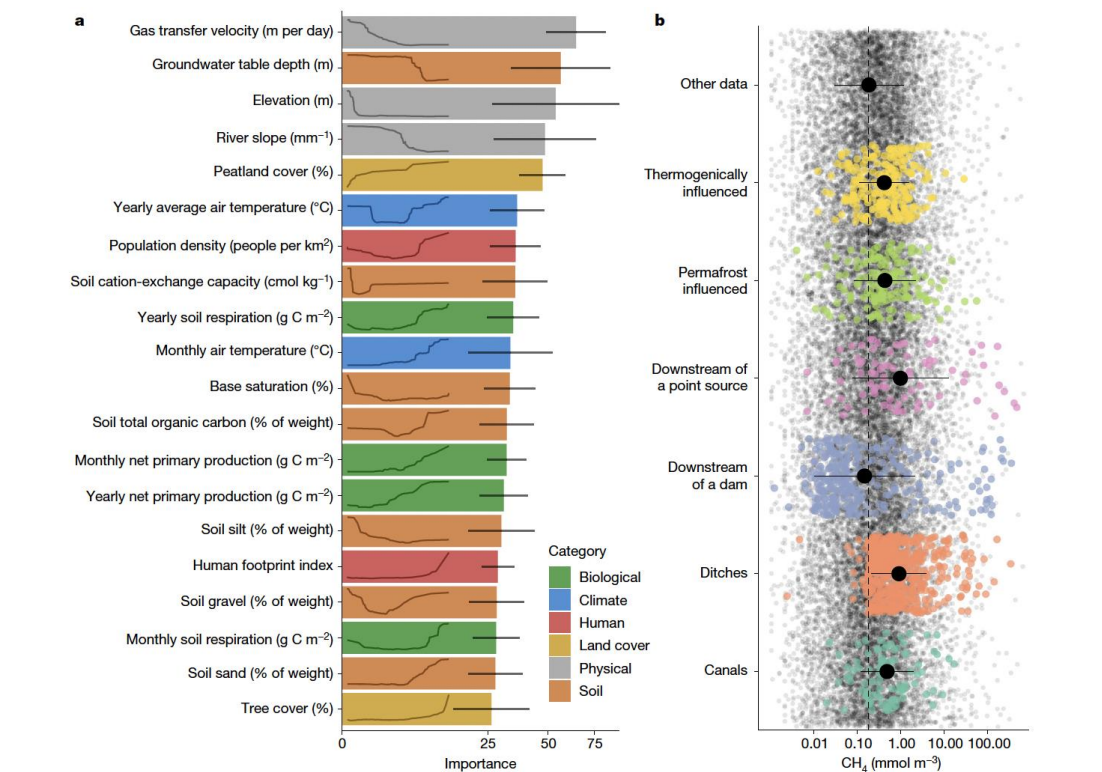 a
Gas transfer velocity (m per day)
Groundwater table depth (m)
Elevation (m)
River slope (mm⁻¹)
Peatland cover (%)
Yearly average air temperature (°C)
Population density (people per km²)
Soil cation-exchange capacity (cmol kg⁻¹)
Yearly soil respiration (g C m⁻²)
Monthly air temperature (°C)
Base saturation (%)
Soil total organic carbon (% of weight)
Monthly net primary production (g C m⁻²)
Yearly net primary production (g C m⁻²)
Soil silt (% of weight)
Human footprint index
Soil gravel (% of weight)
Monthly soil respiration (g C m⁻²)
Soil sand (% of weight)
Tree cover (%)
0 25 50 75
Importance
Category
Biological
Climate
Human
Land cover
Physical
Soil
b
Other data
Thermogenically
influenced
Permafrost
influenced
Downstream of
a point source
Downstream
of a dam
Ditches
Canals
0.01 0.10 1.00 10.00 100.00
CH₄ (mmol m⁻³)